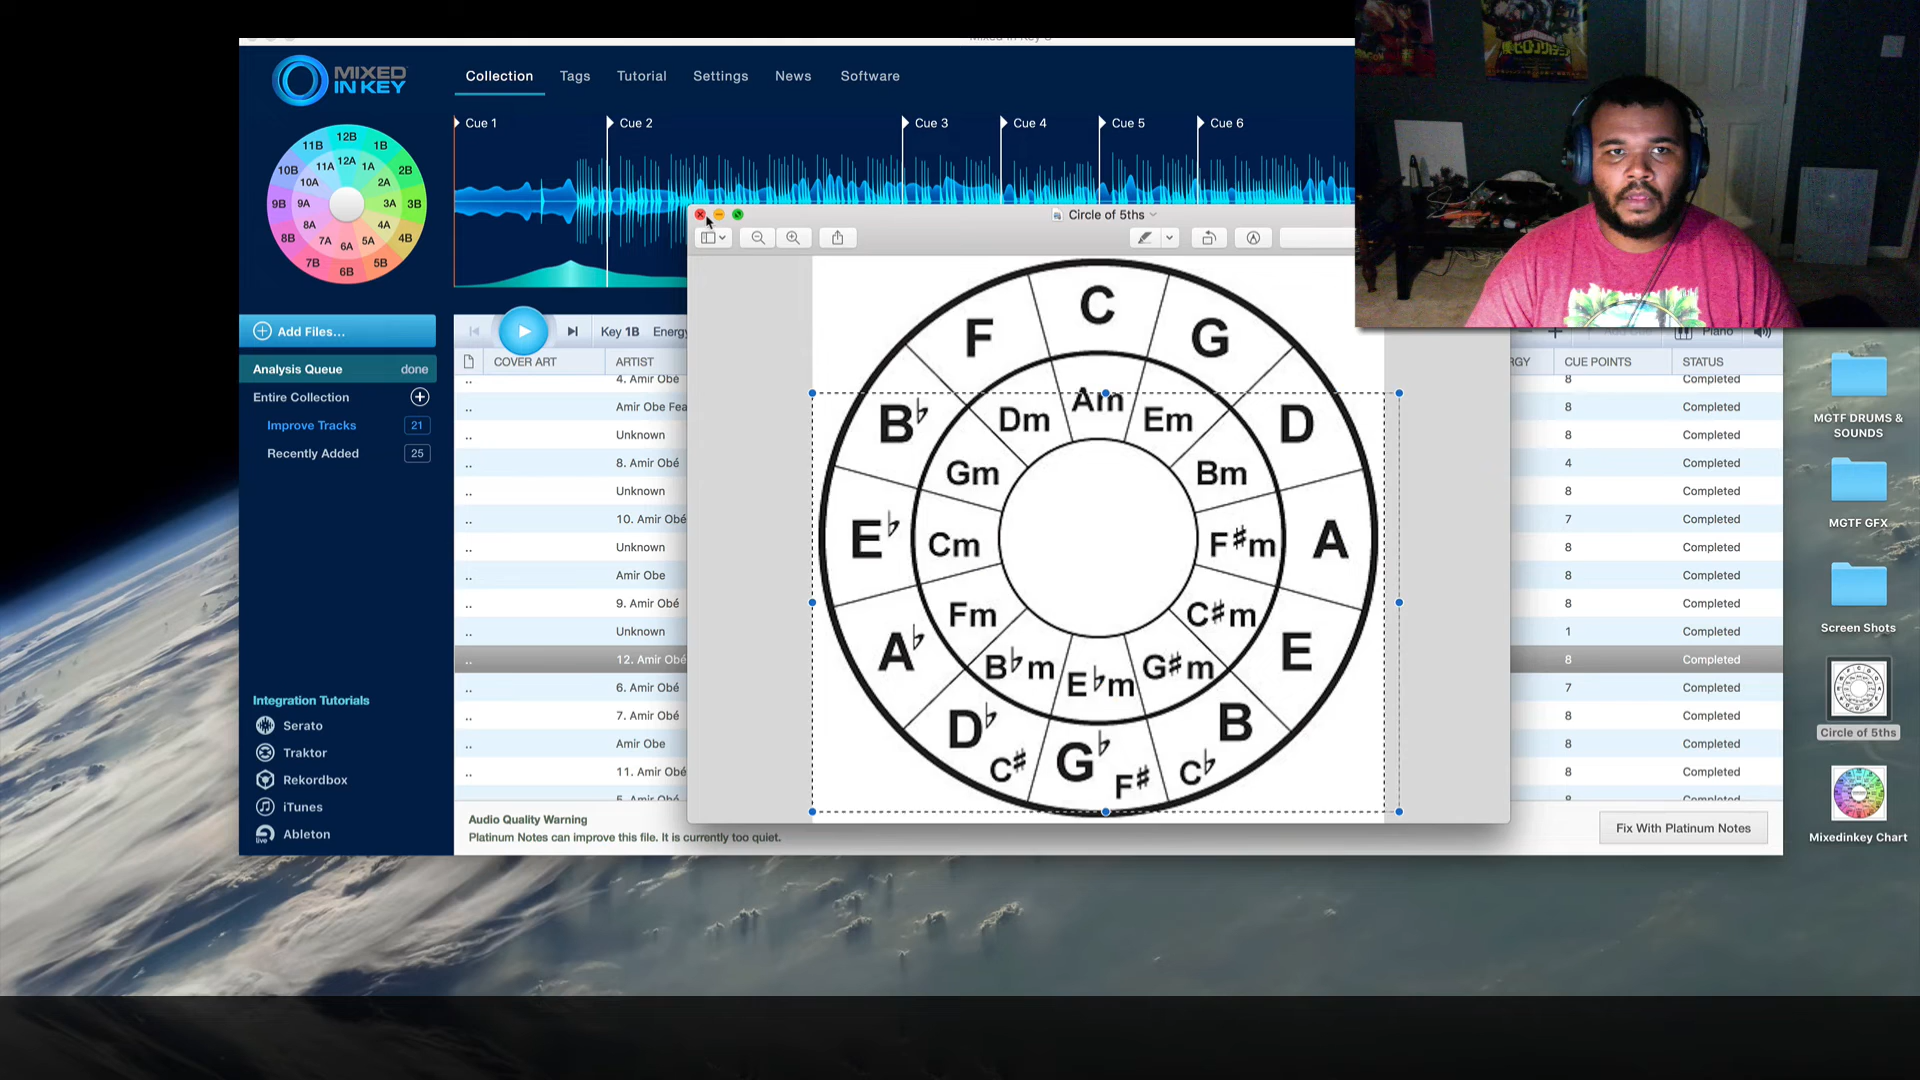 MIXED
IN KEY
Collection
Tags
Tutorial
Settings
News
Software
Cue 1
Cue 2
Cue 3
Cue 4
Cue 5
Cue 6
12B
11B
1B
10B
2B
9B
3B
8B
4B
7B
5B
6B
12A
11A
1A
10A
2A
9A
3A
8A
4A
7A
5A
6A
Add Files...
Analysis Queue done
Entire Collection
Improve Tracks 21
Recently Added 25
Integration Tutorials
Serato
Traktor
Rekordbox
iTunes
Ableton
live
Key 1B
Energy
Piano
COVER ART
ARTIST
CUE POINTS
STATUS
4. Amir Obe
8
Completed
Amir Obe Fea
8
Completed
Unknown
8
Completed
8. Amir Obé
4
Completed
Unknown
8
Completed
10. Amir Obé
7
Completed
Unknown
8
Completed
Amir Obe
8
Completed
9. Amir Obé
8
Completed
Unknown
1
Completed
12. Amir Obé
8
Completed
6. Amir Obé
7
Completed
7. Amir Obé
8
Completed
Amir Obe
8
Completed
11. Amir Obé
8
Completed
Audio Quality Warning
Platinum Notes can improve this file. It is currently too quiet.
Fix With Platinum Notes
Circle of 5ths
C
F
G
B♭
D
E♭
A
A♭
E
D♭
C♯
G♭
F♯
B
C♭
Am
Dm
Em
Gm
Bm
Cm
F♯m
Fm
C♯m
B♭m
E♭m
G♯m
MGTF DRUMS &
SOUNDS
MGTF GFX
Screen Shots
Circle of 5ths
Mixedinkey Chart